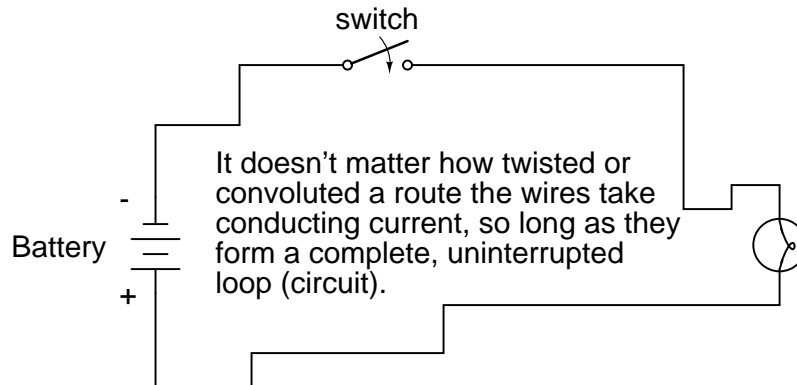 switch
It doesn't matter how twisted or
convoluted a route the wires take
conducting current, so long as they
form a complete, uninterrupted
loop (circuit).
-
Battery
+